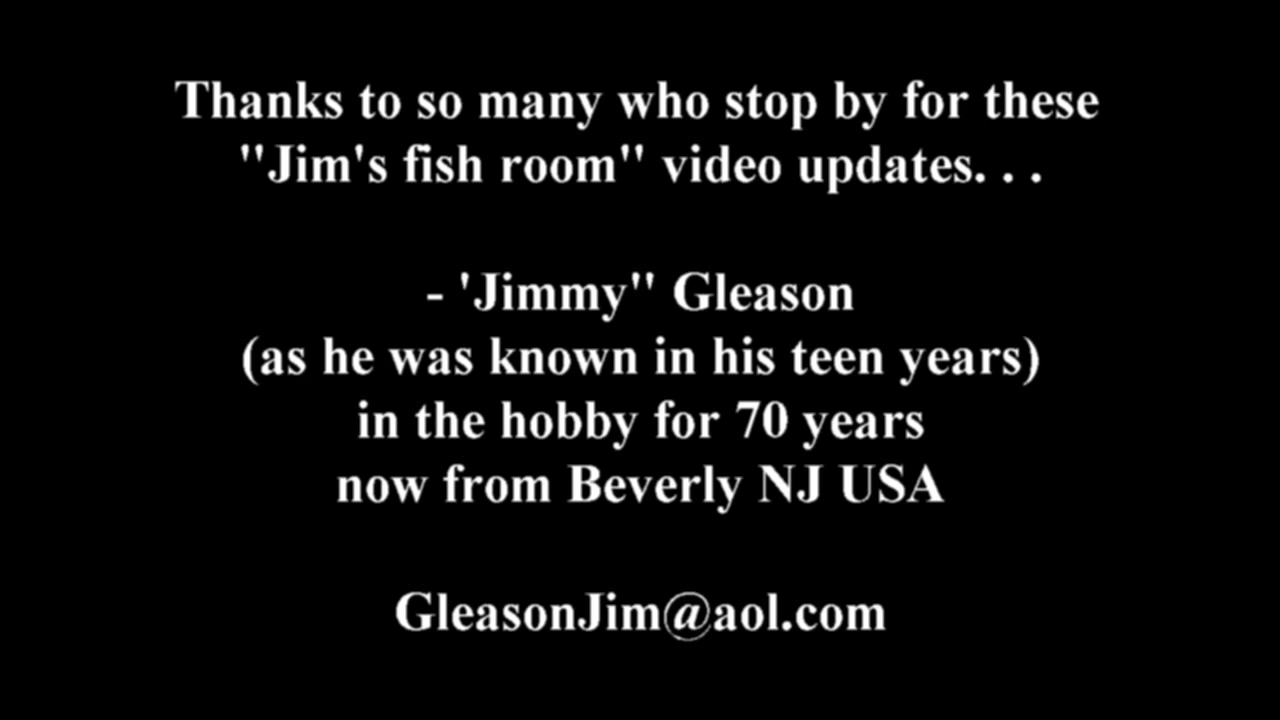 Thanks to so many who stop by for these
"Jim's fish room" video updates. . .
- 'Jimmy" Gleason
(as he was known in his teen years)
in the hobby for 70 years
now from Beverly NJ USA
GleasonJim@aol.com